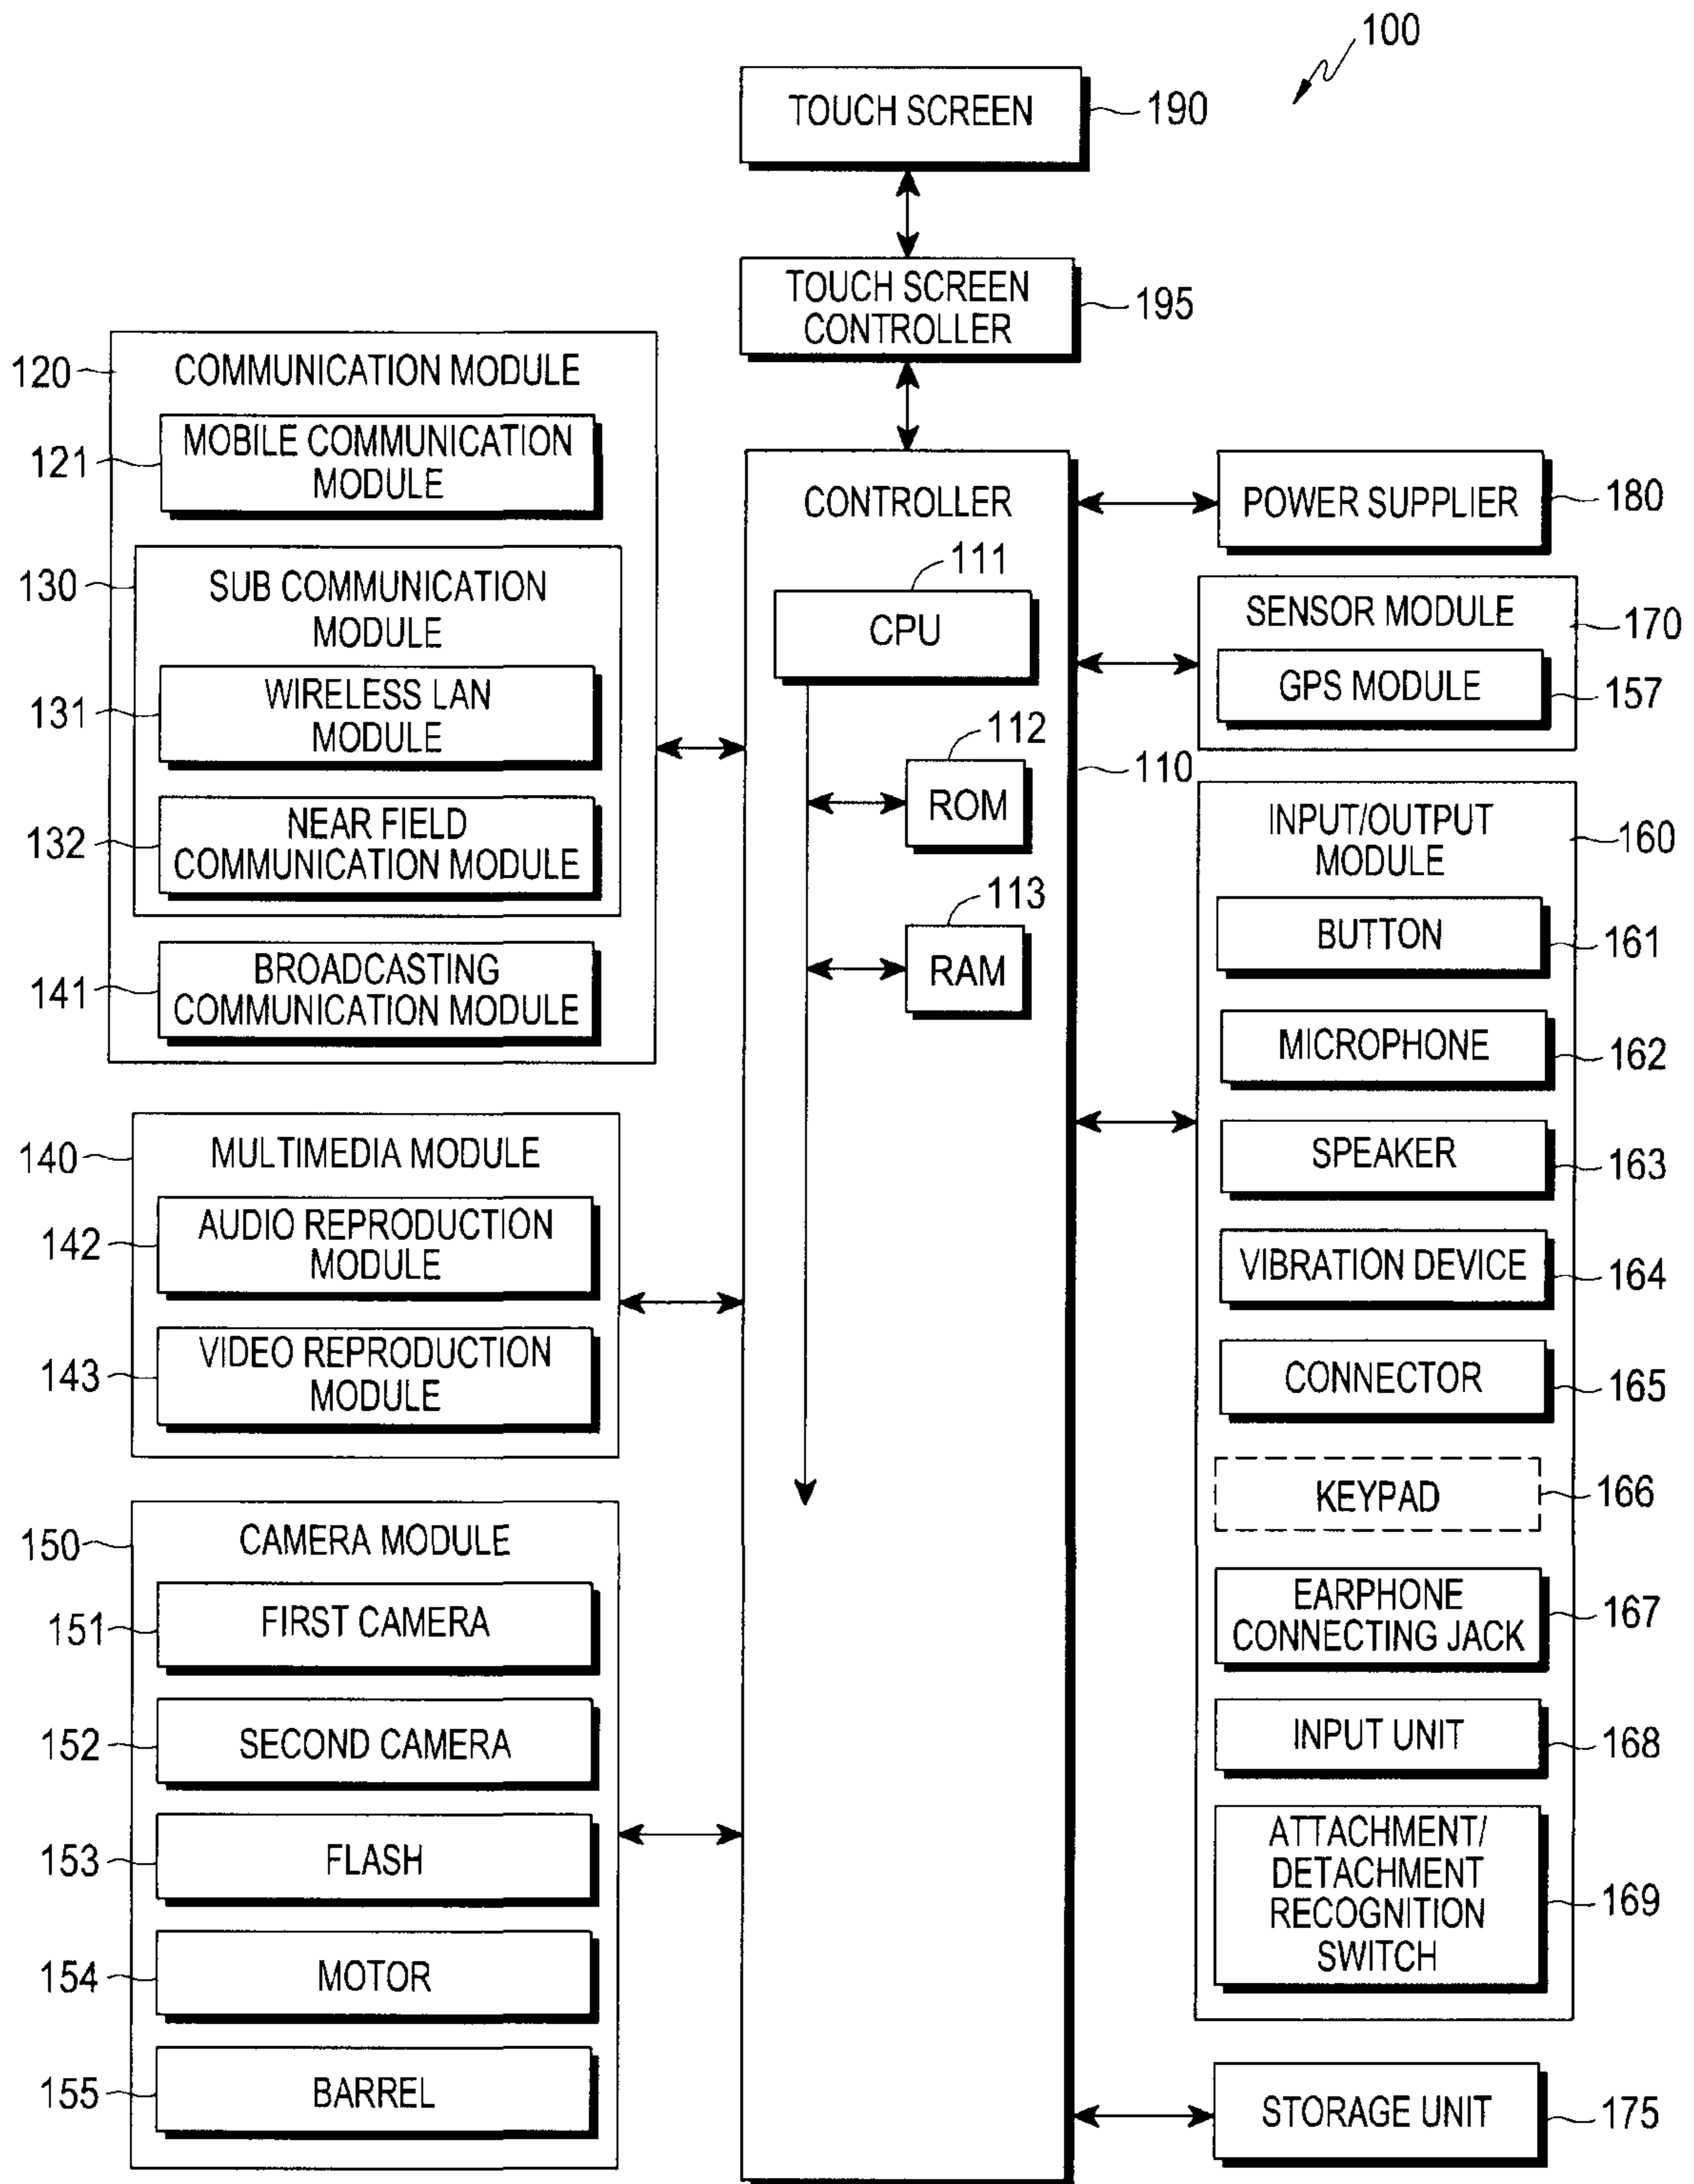 100
TOUCH SCREEN
190
TOUCH SCREEN
CONTROLLER
195
120
COMMUNICATION MODULE
121
MOBILE COMMUNICATION
MODULE
130
SUB COMMUNICATION
MODULE
131
WIRELESS LAN
MODULE
132
NEAR FIELD
COMMUNICATION MODULE
141
BROADCASTING
COMMUNICATION MODULE
140
MULTIMEDIA MODULE
142
AUDIO REPRODUCTION
MODULE
143
VIDEO REPRODUCTION
MODULE
150
CAMERA MODULE
151
FIRST CAMERA
152
SECOND CAMERA
153
FLASH
154
MOTOR
155
BARREL
CONTROLLER
111
CPU
112
ROM
110
113
RAM
POWER SUPPLIER
180
SENSOR MODULE
170
GPS MODULE
157
INPUT/OUTPUT
MODULE
160
BUTTON
161
MICROPHONE
162
SPEAKER
163
VIBRATION DEVICE
164
CONNECTOR
165
KEYPAD
166
EARPHONE
CONNECTING JACK
167
INPUT UNIT
168
ATTACHMENT/
DETACHMENT
RECOGNITION
SWITCH
169
STORAGE UNIT
175